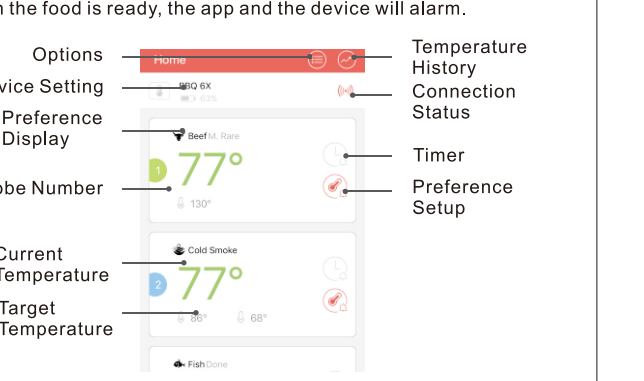 the food is ready, the app and the device will alarm.
Options
Home
Temperature
History
Setting
BBQ 6X
63%
Connection
Status
Preference
Display
Beef M. Rare
Timer
1
77°
Number
Preference
Setup
130°
Cold Smoke
Current
Temperature
2
77°
Target
Temperature
86°
68°
Fish Done